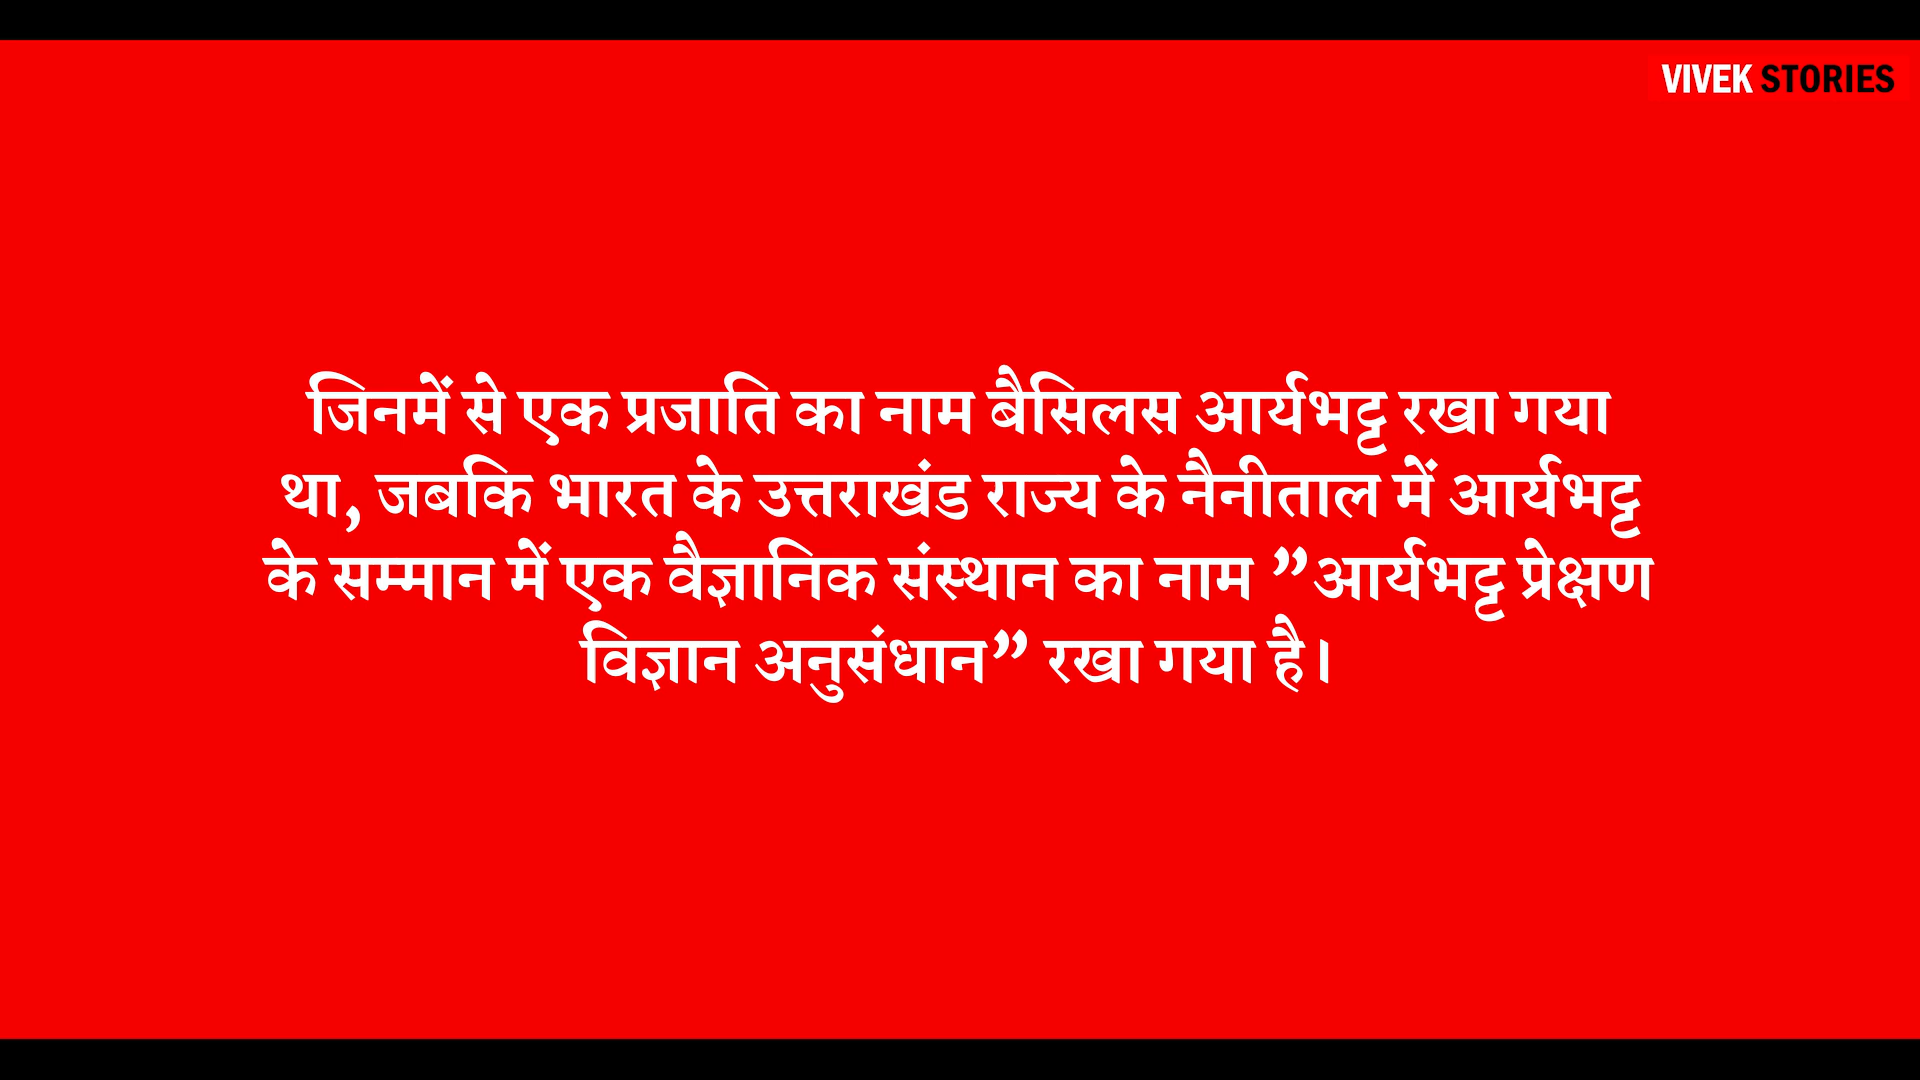 VIVEK STORIES
जिनमें से एक प्रजाति का नाम बैसिलस आर्यभट्ट रखा गया
था, जबकि भारत के उत्तराखंड राज्य के नैनीताल में आर्यभट्ट
के सम्मान में एक वैज्ञानिक संस्थान का नाम ”आर्यभट्ट प्रेक्षण
विज्ञान अनुसंधान” रखा गया है।